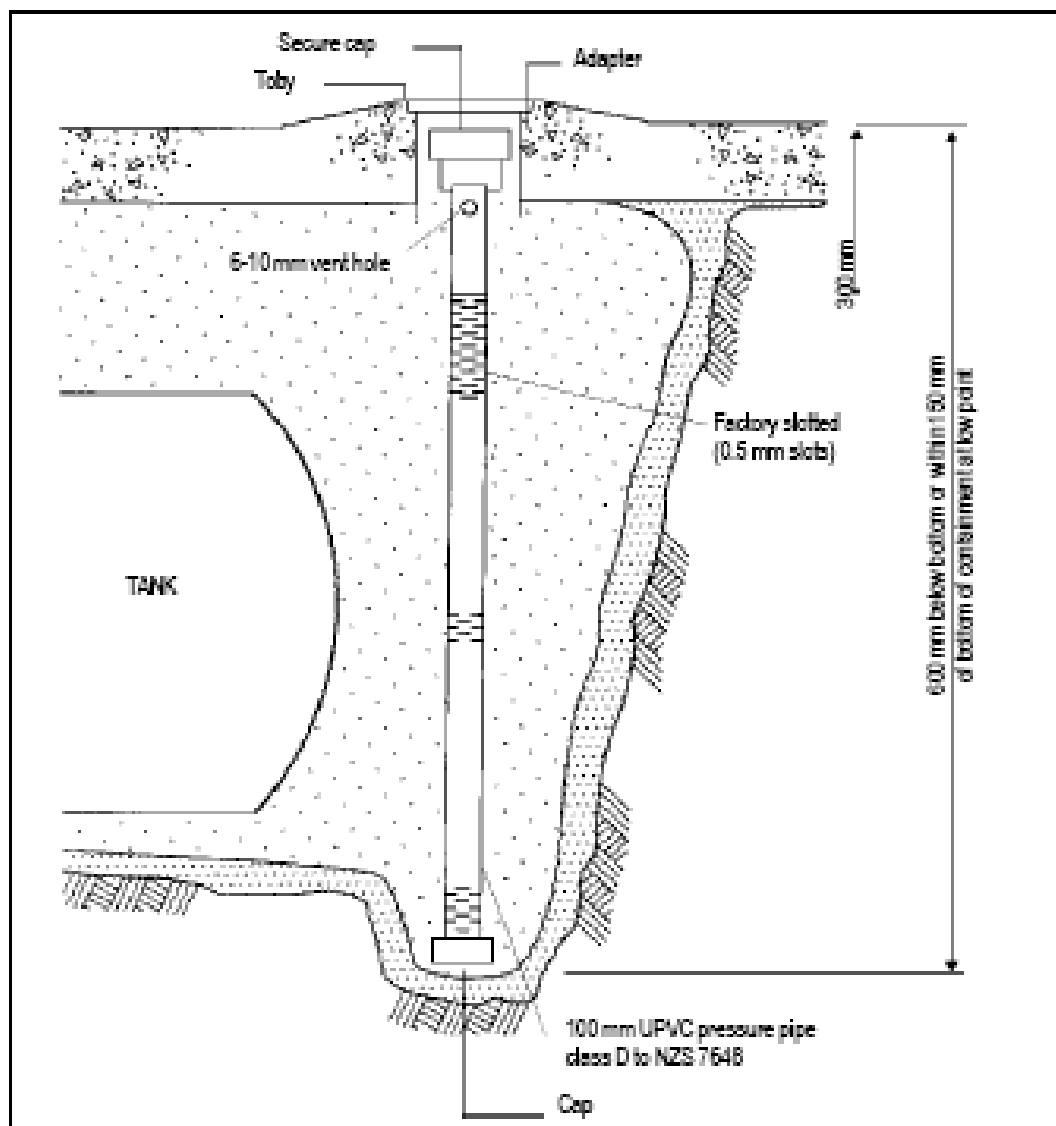 Secure cap
Adapter
Toby
6-10 mm vent hole
300 mm
Factory slotted
(0.5 mm slots)
TANK
600 mm below bottom or within 150 mm
of bottom of containment at low point
100 mm UPVC pressure pipe
class D to NZS 7648
Cap